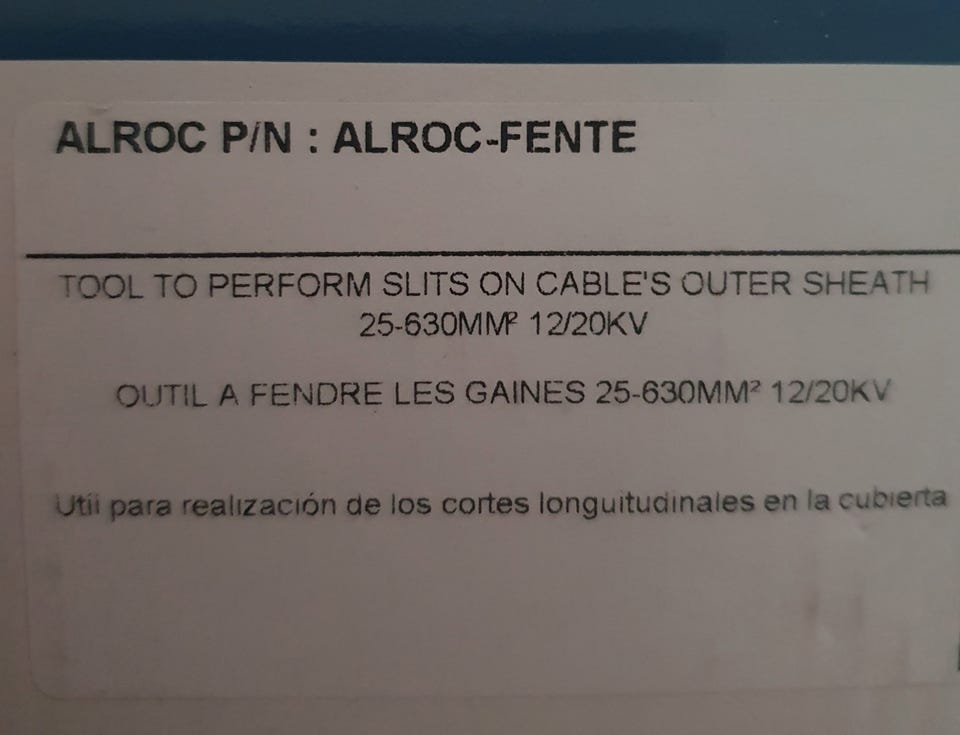 ALROC P/N : ALROC-FENTE
TOOL TO PERFORM SLITS ON CABLE'S OUTER SHEATH
25-630MM² 12/20KV
OUTIL A FENDRE LES GAINES 25-630MM² 12/20KV
Util para realización de los cortes longuitudinales en la cubierta